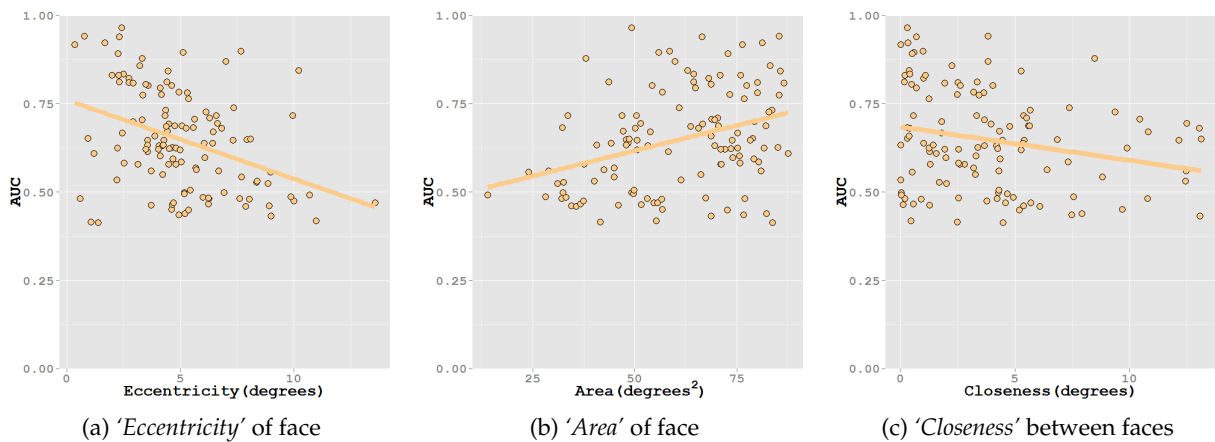 1.00
0.75
0.50
0.25
0.00
AUC
0 5 10
Eccentricity(degrees)
(a) 'Eccentricity' of face
1.00
0.75
0.50
0.25
0.00
AUC
25 50 75
Area(degrees²)
(b) 'Area' of face
1.00
0.75
0.50
0.25
0.00
AUC
0 5 10
Closeness(degrees)
(c) 'Closeness' between faces